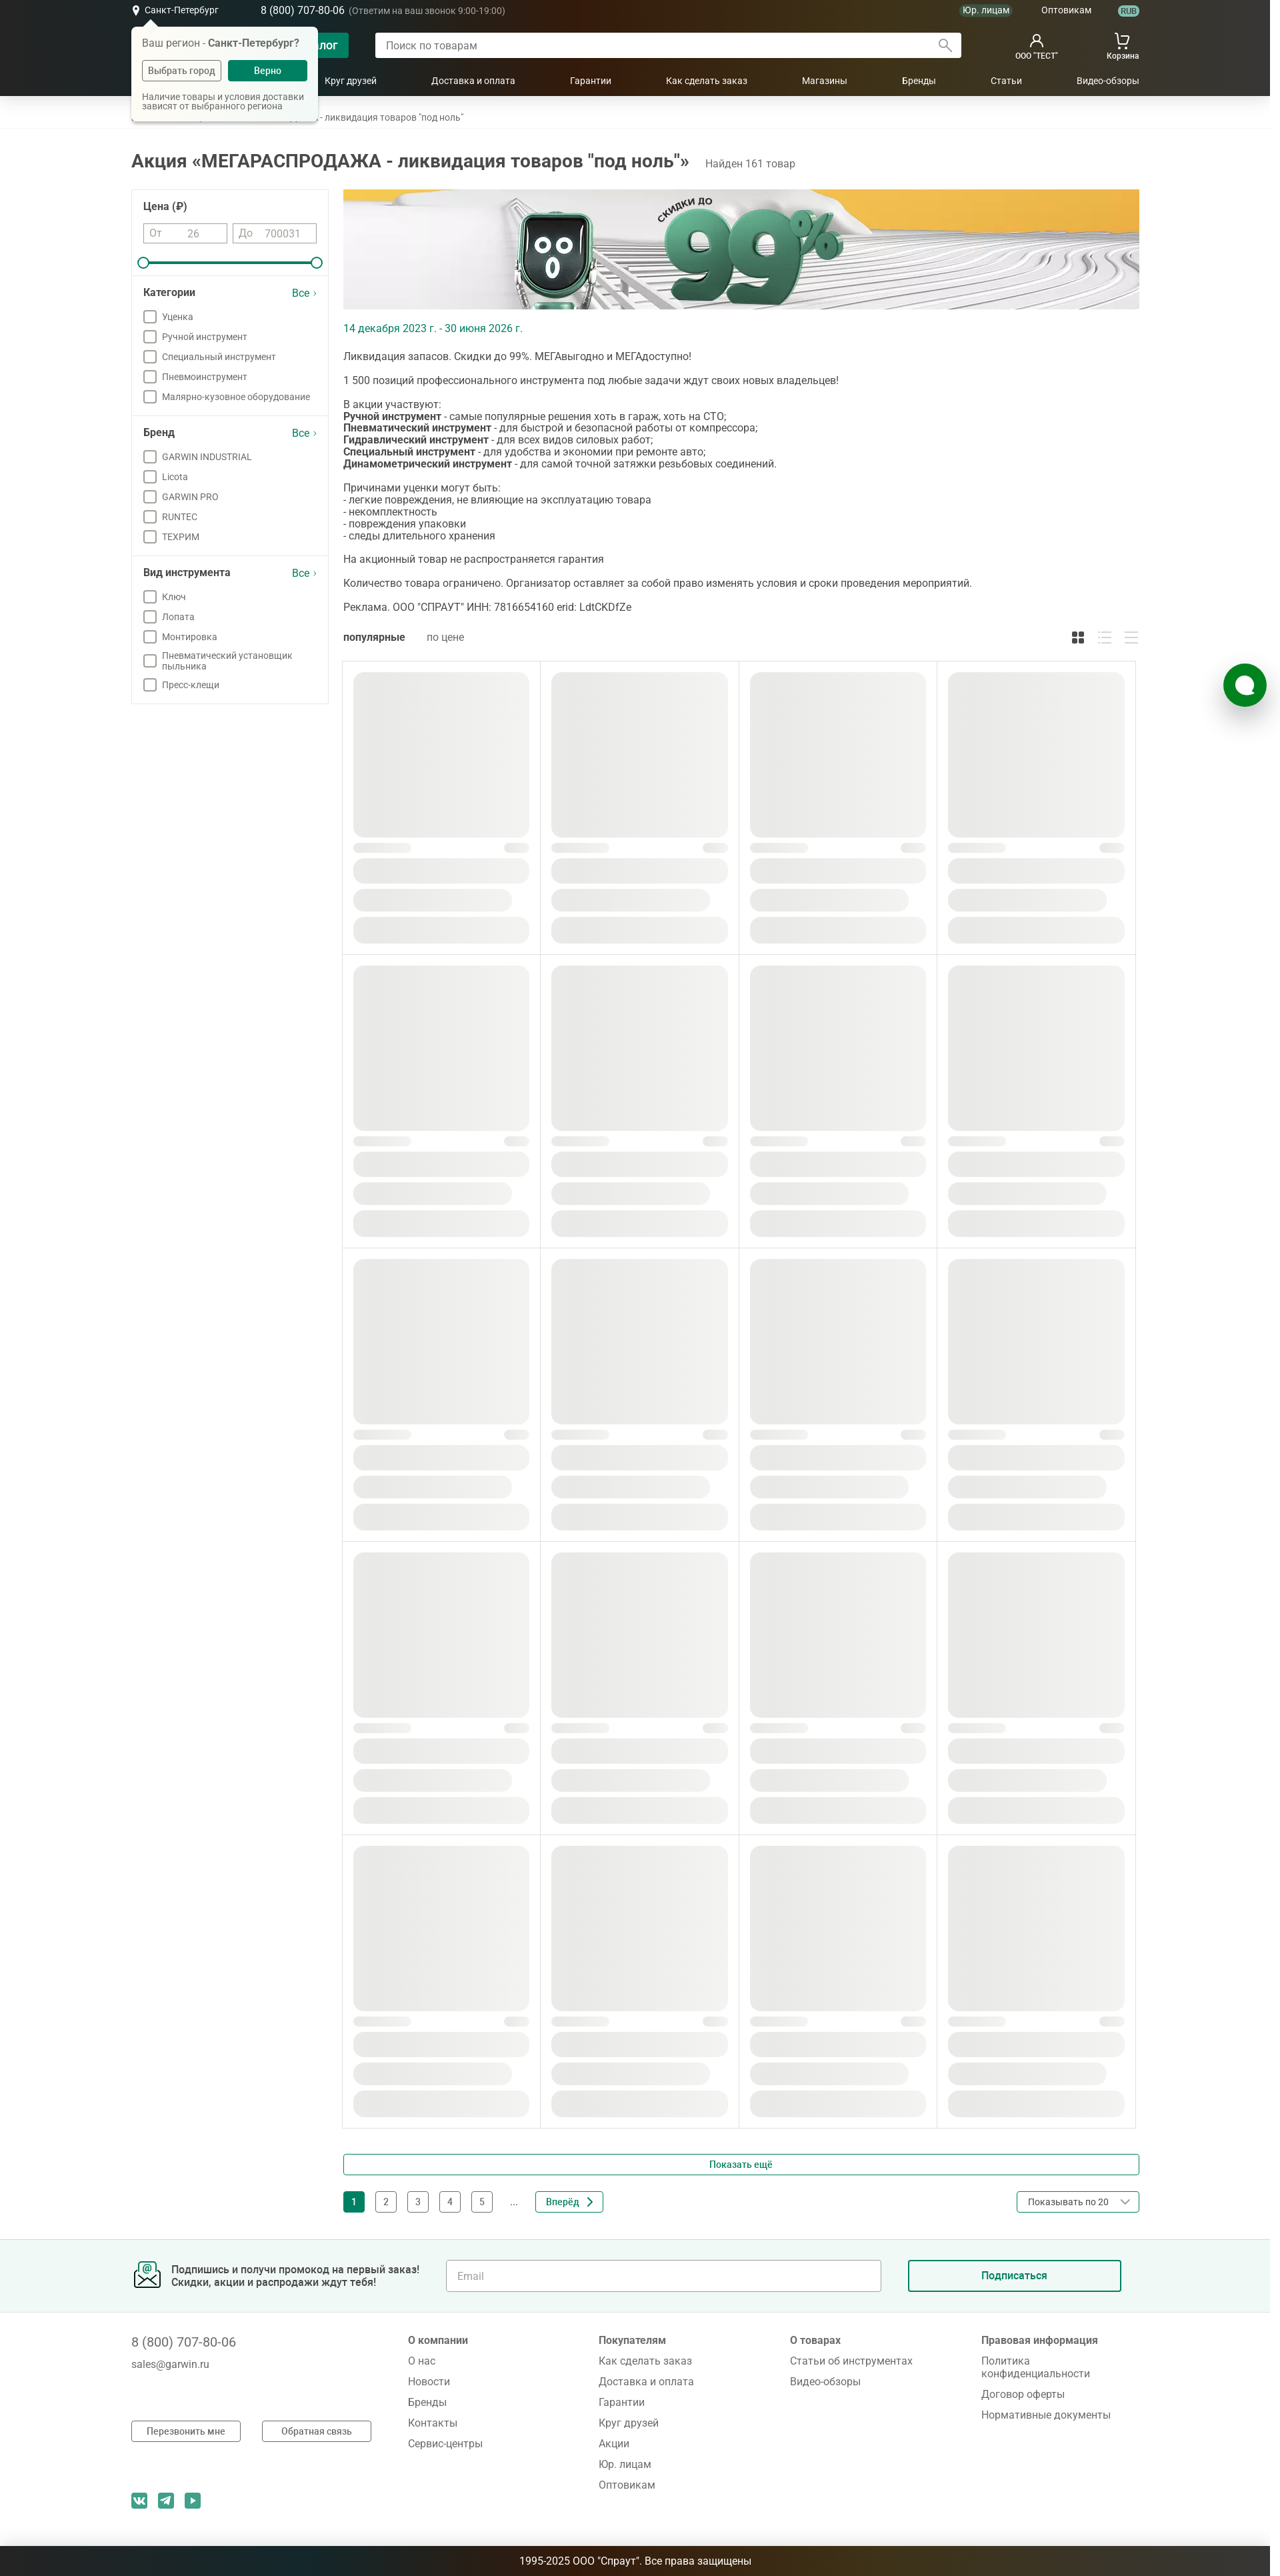 Санкт-Петербург
8 (800) 707-80-06 (Ответим на ваш звонок 9:00-19:00)
Юр. лицам
Оптовикам
RUB
Ваш регион - Санкт-Петербург?
Выбрать город
Верно
Наличие товары и условия доставки
зависят от выбранного региона
Поиск по товарам
ООО "ТЕСТ"
Корзина
Круг друзей
Доставка и оплата
Гарантии
Как сделать заказ
Магазины
Бренды
Статьи
Видео-обзоры
- ликвидация товаров "под ноль"
Акция «МЕГАРАСПРОДАЖА - ликвидация товаров "под ноль"»
Найден 161 товар
Цена (₽)
От 26
До 700031
Категории
Все
Уценка
Ручной инструмент
Специальный инструмент
Пневмоинструмент
Малярно-кузовное оборудование
Бренд
Все
GARWIN INDUSTRIAL
Licota
GARWIN PRO
RUNTEC
ТЕХРИМ
Вид инструмента
Все
Ключ
Лопата
Монтировка
Пневматический установщик
пыльника
Пресс-клещи
СКИДКИ ДО
99%
14 декабря 2023 г. - 30 июня 2026 г.
Ликвидация запасов. Скидки до 99%. МЕГАвыгодно и МЕГАдоступно!
1 500 позиций профессионального инструмента под любые задачи ждут своих новых владельцев!
В акции участвуют:
Ручной инструмент - самые популярные решения хоть в гараж, хоть на СТО;
Пневматический инструмент - для быстрой и безопасной работы от компрессора;
Гидравлический инструмент - для всех видов силовых работ;
Специальный инструмент - для удобства и экономии при ремонте авто;
Динамометрический инструмент - для самой точной затяжки резьбовых соединений.
Причинами уценки могут быть:
- легкие повреждения, не влияющие на эксплуатацию товара
- некомплектность
- повреждения упаковки
- следы длительного хранения
На акционный товар не распространяется гарантия
Количество товара ограничено. Организатор оставляет за собой право изменять условия и сроки проведения мероприятий.
Реклама. ООО "СПРАУТ" ИНН: 7816654160 erid: LdtCKDfZe
популярные
по цене
Показать ещё
1
2
3
4
5
...
Вперёд
Показывать по 20
Подпишись и получи промокод на первый заказ!
Скидки, акции и распродажи ждут тебя!
Email
Подписаться
8 (800) 707-80-06
sales@garwin.ru
Перезвонить мне
Обратная связь
О компании
О нас
Новости
Бренды
Контакты
Сервис-центры
Покупателям
Как сделать заказ
Доставка и оплата
Гарантии
Круг друзей
Акции
Юр. лицам
Оптовикам
О товарах
Статьи об инструментах
Видео-обзоры
Правовая информация
Политика
конфиденциальности
Договор оферты
Нормативные документы
1995-2025 ООО "Спраут". Все права защищены